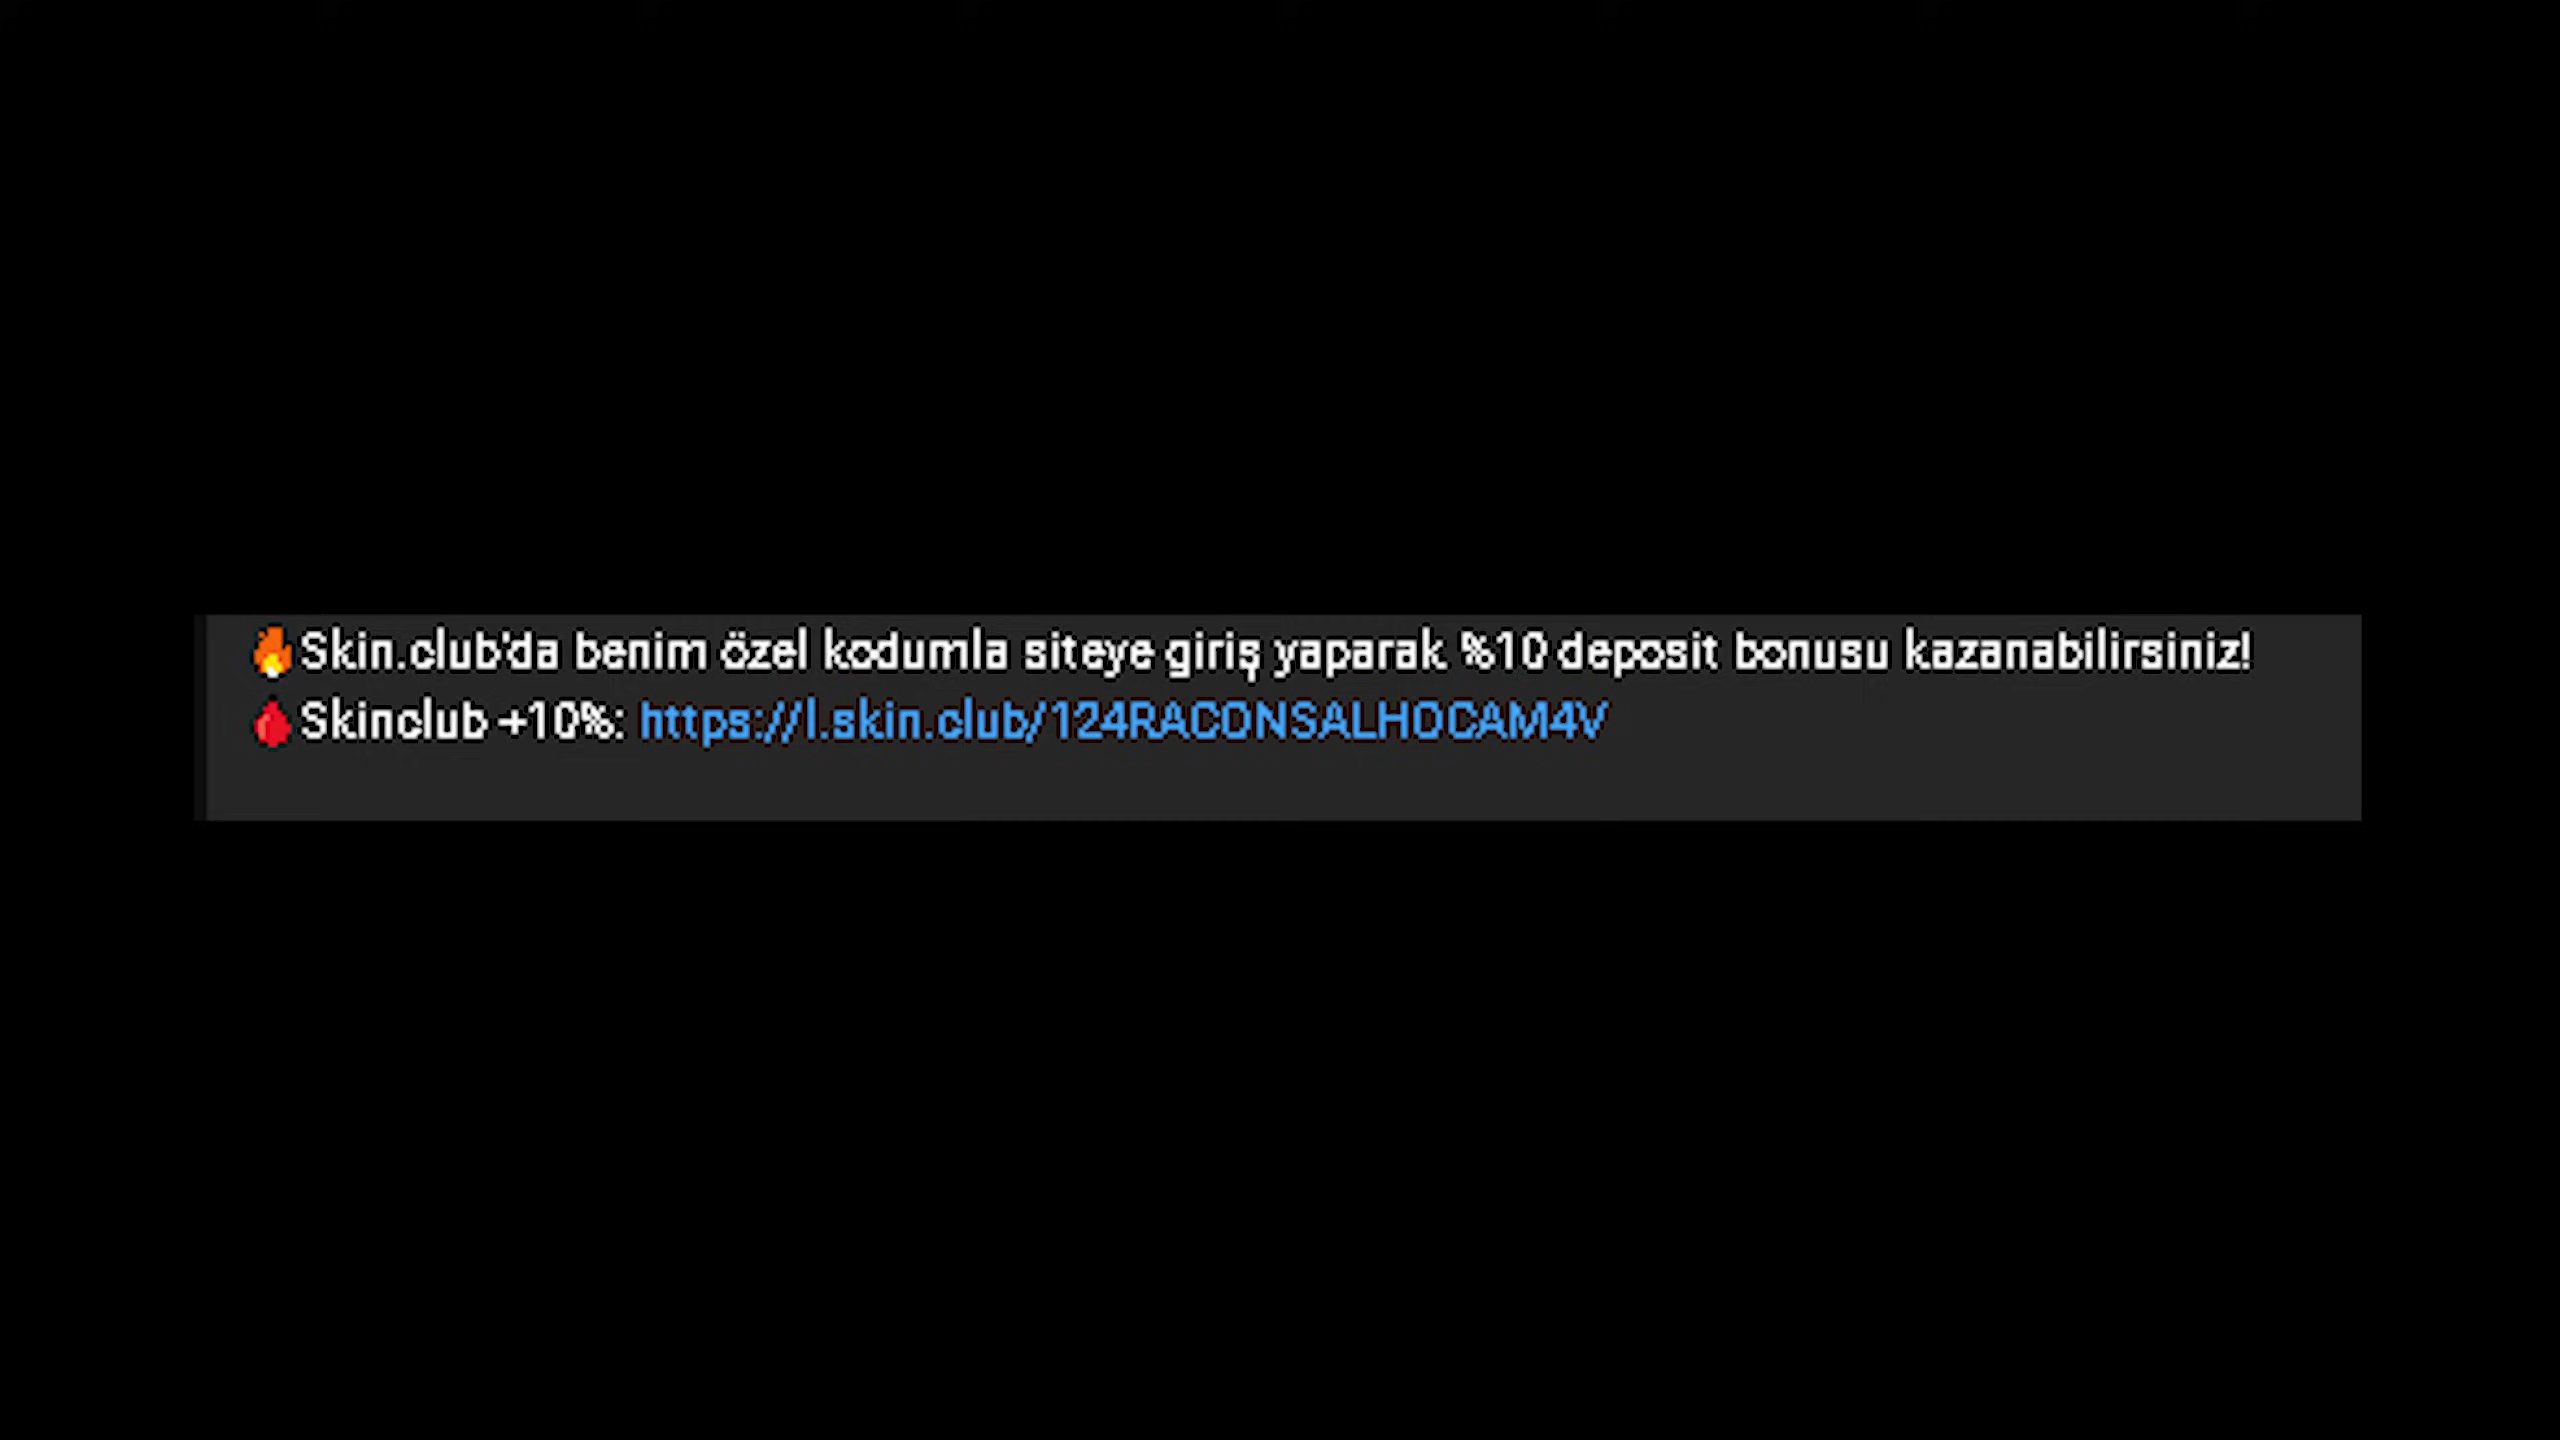 🔥Skin.club'da benim özel kodumla siteye giriş yaparak %10 deposit bonusu kazanabilirsiniz!
🩸Skinclub +10%: https://l.skin.club/124RACONSALHOCAM4V